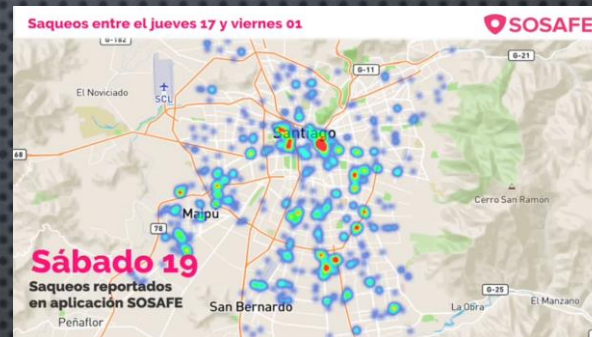 Saqueos entre el jueves 17 y viernes 01
SOSAFE
G-182
G-21
G-11
El Noviciado
SCL
Santiago
68
Cerro San Ramon
Maipú
78
Sábado 19
Saqueos reportados
en aplicación SOSAFE
G-25
San Bernardo
La Obra
El Manzano
Peñaflor